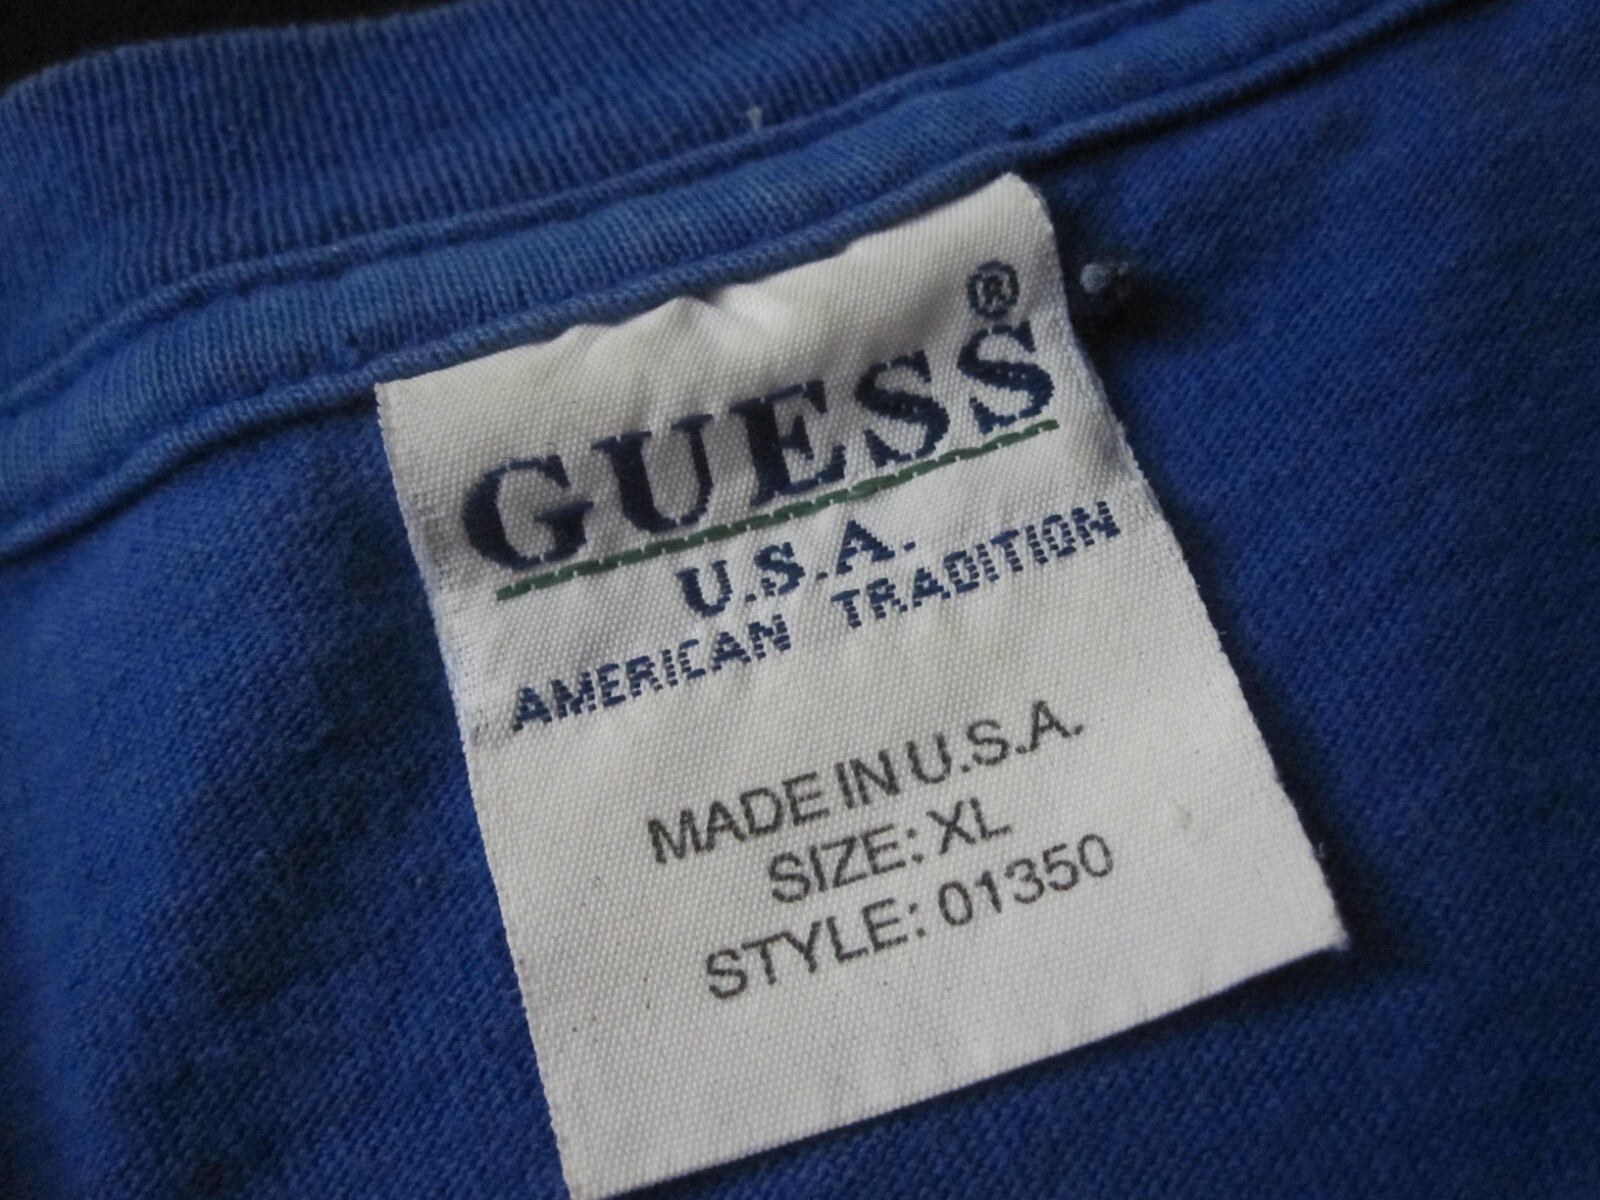 GUESS®
U.S.A.
AMERICAN TRADITION
MADE IN U.S.A.
SIZE: XL
STYLE: 01350